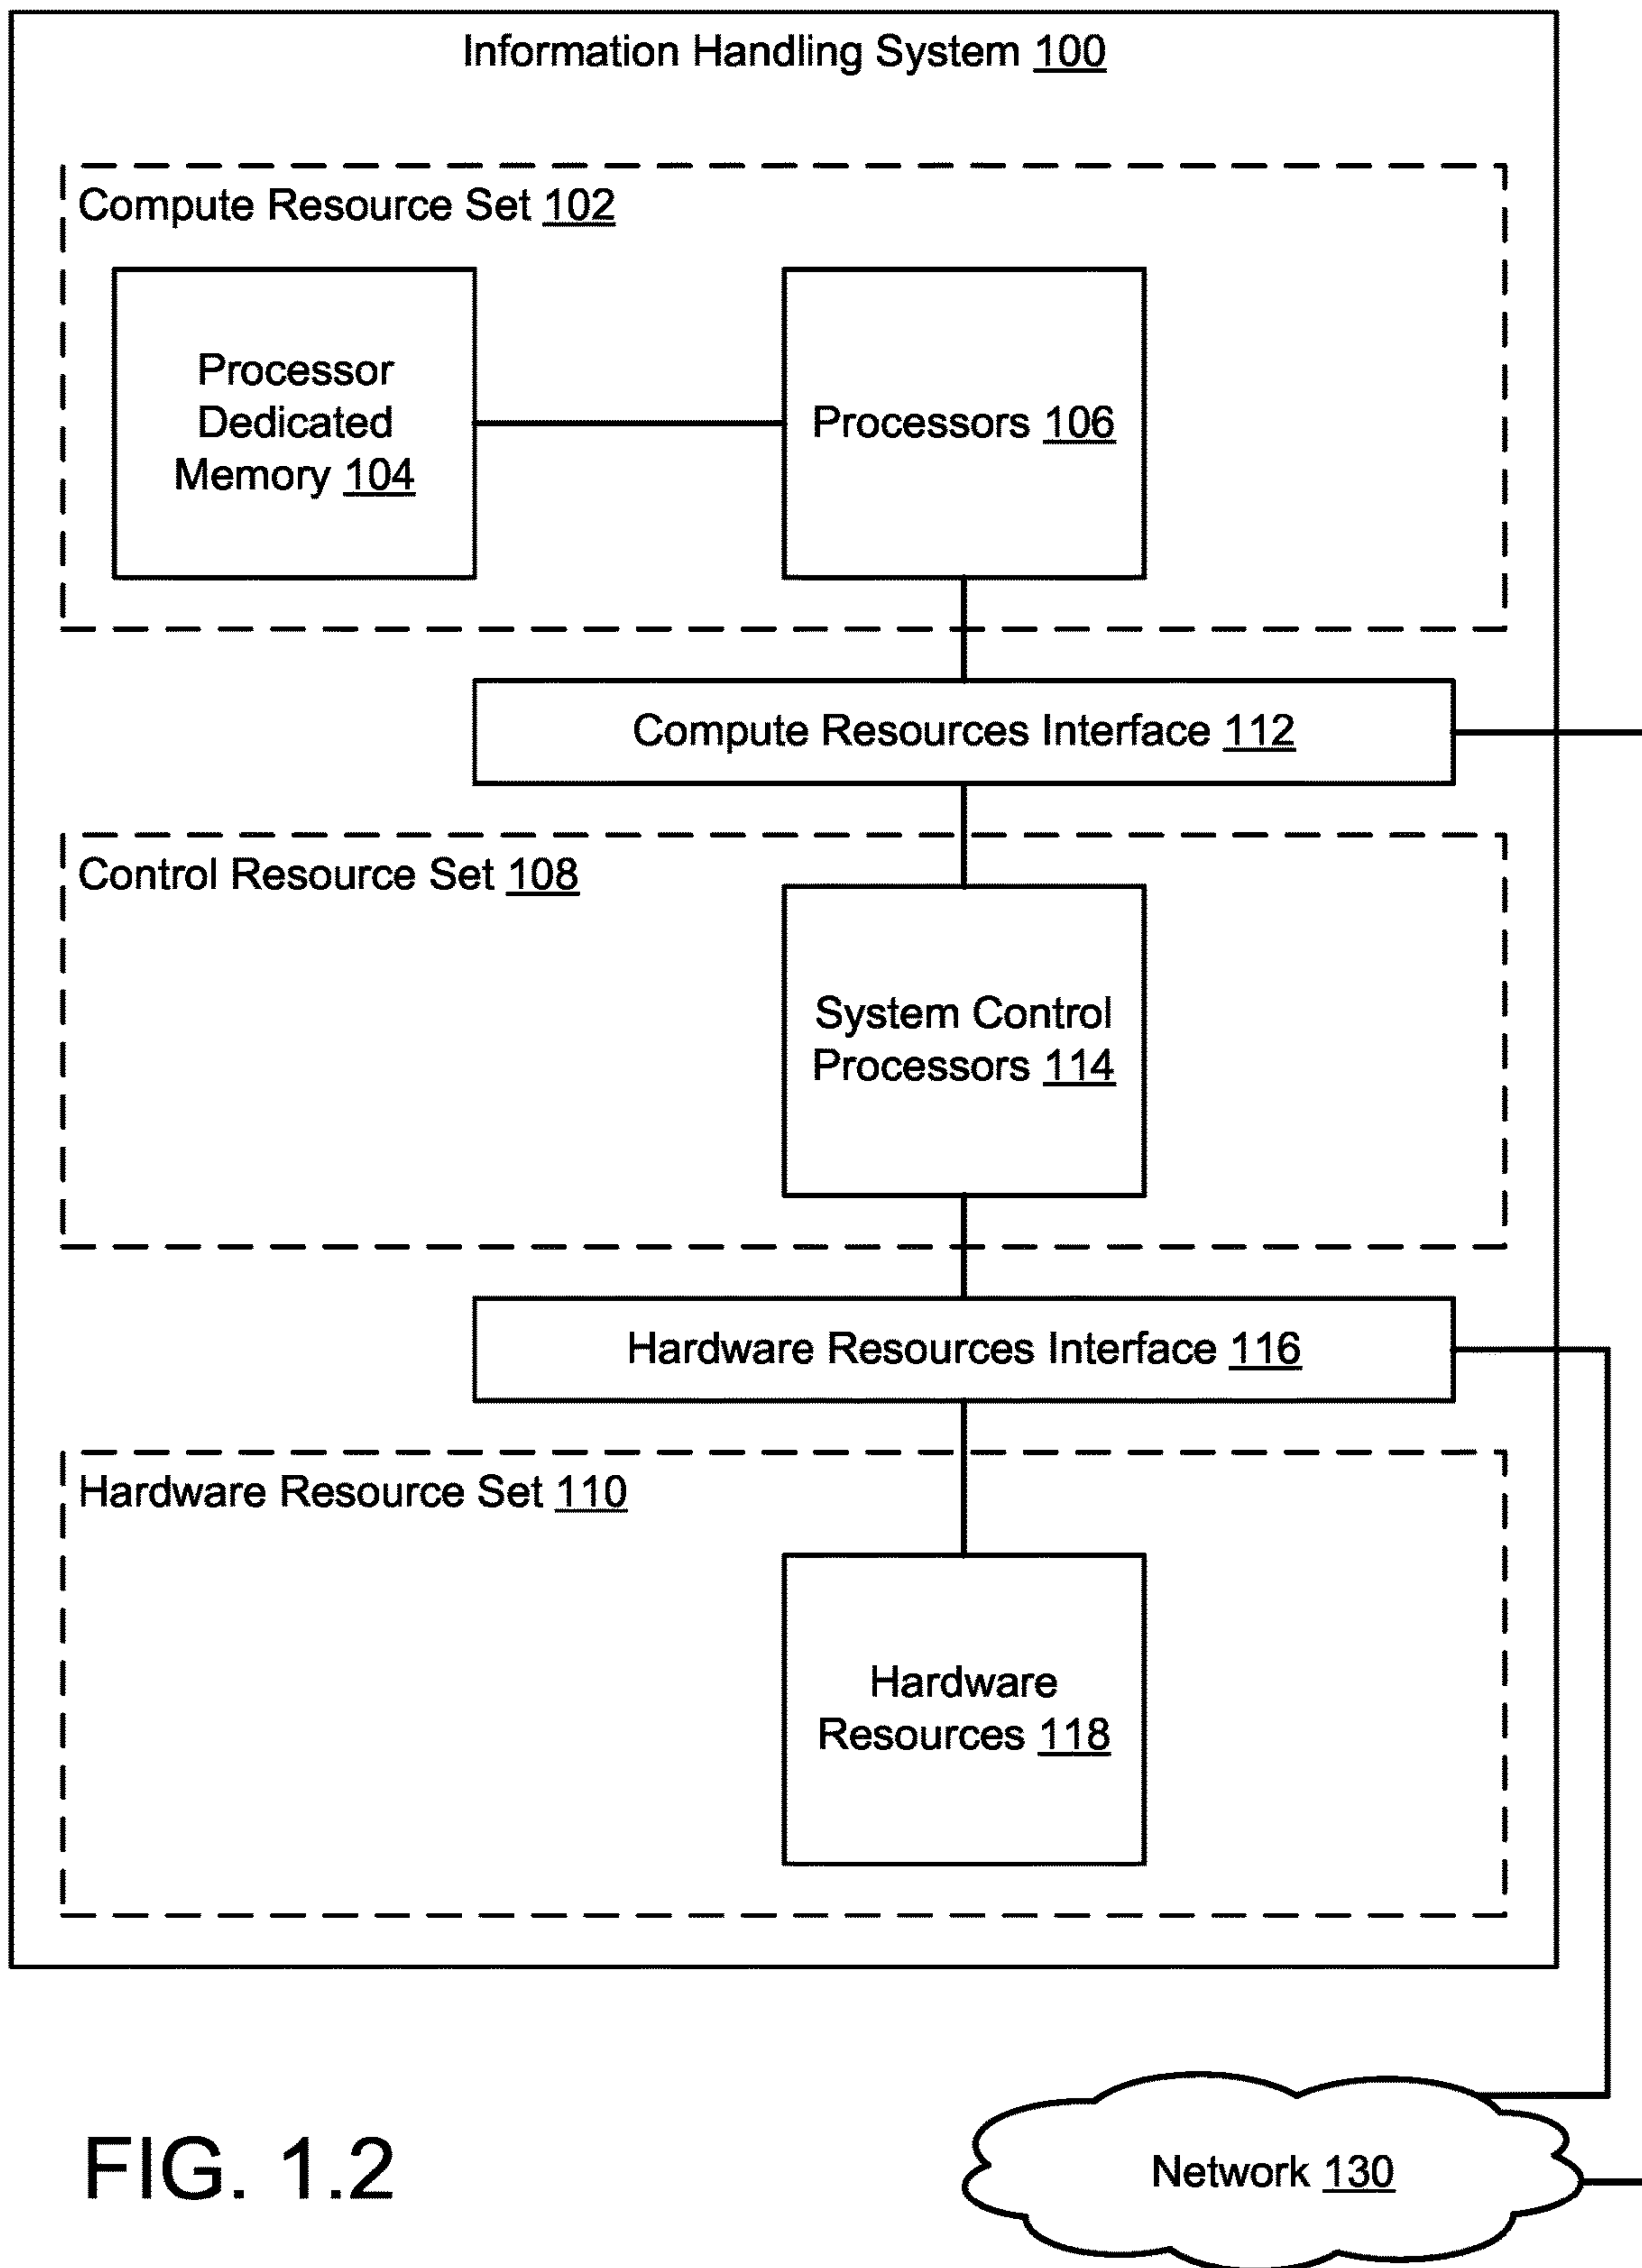 Information Handling System 100
Compute Resource Set 102
Processor
Dedicated
Memory 104
Processors 106
Compute Resources Interface 112
Control Resource Set 108
System Control
Processors 114
Hardware Resources Interface 116
Hardware Resource Set 110
Hardware
Resources 118
FIG. 1.2
Network 130